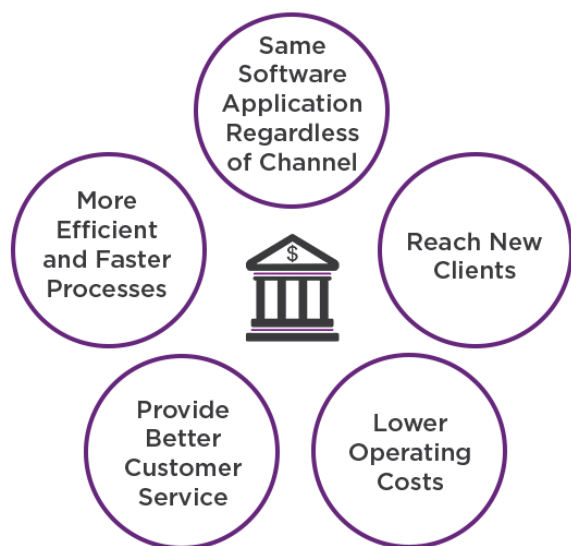 Same
Software
Application
Regardless
of Channel
More
Efficient
and Faster
Processes
$
Reach New
Clients
Provide
Better
Customer
Service
Lower
Operating
Costs